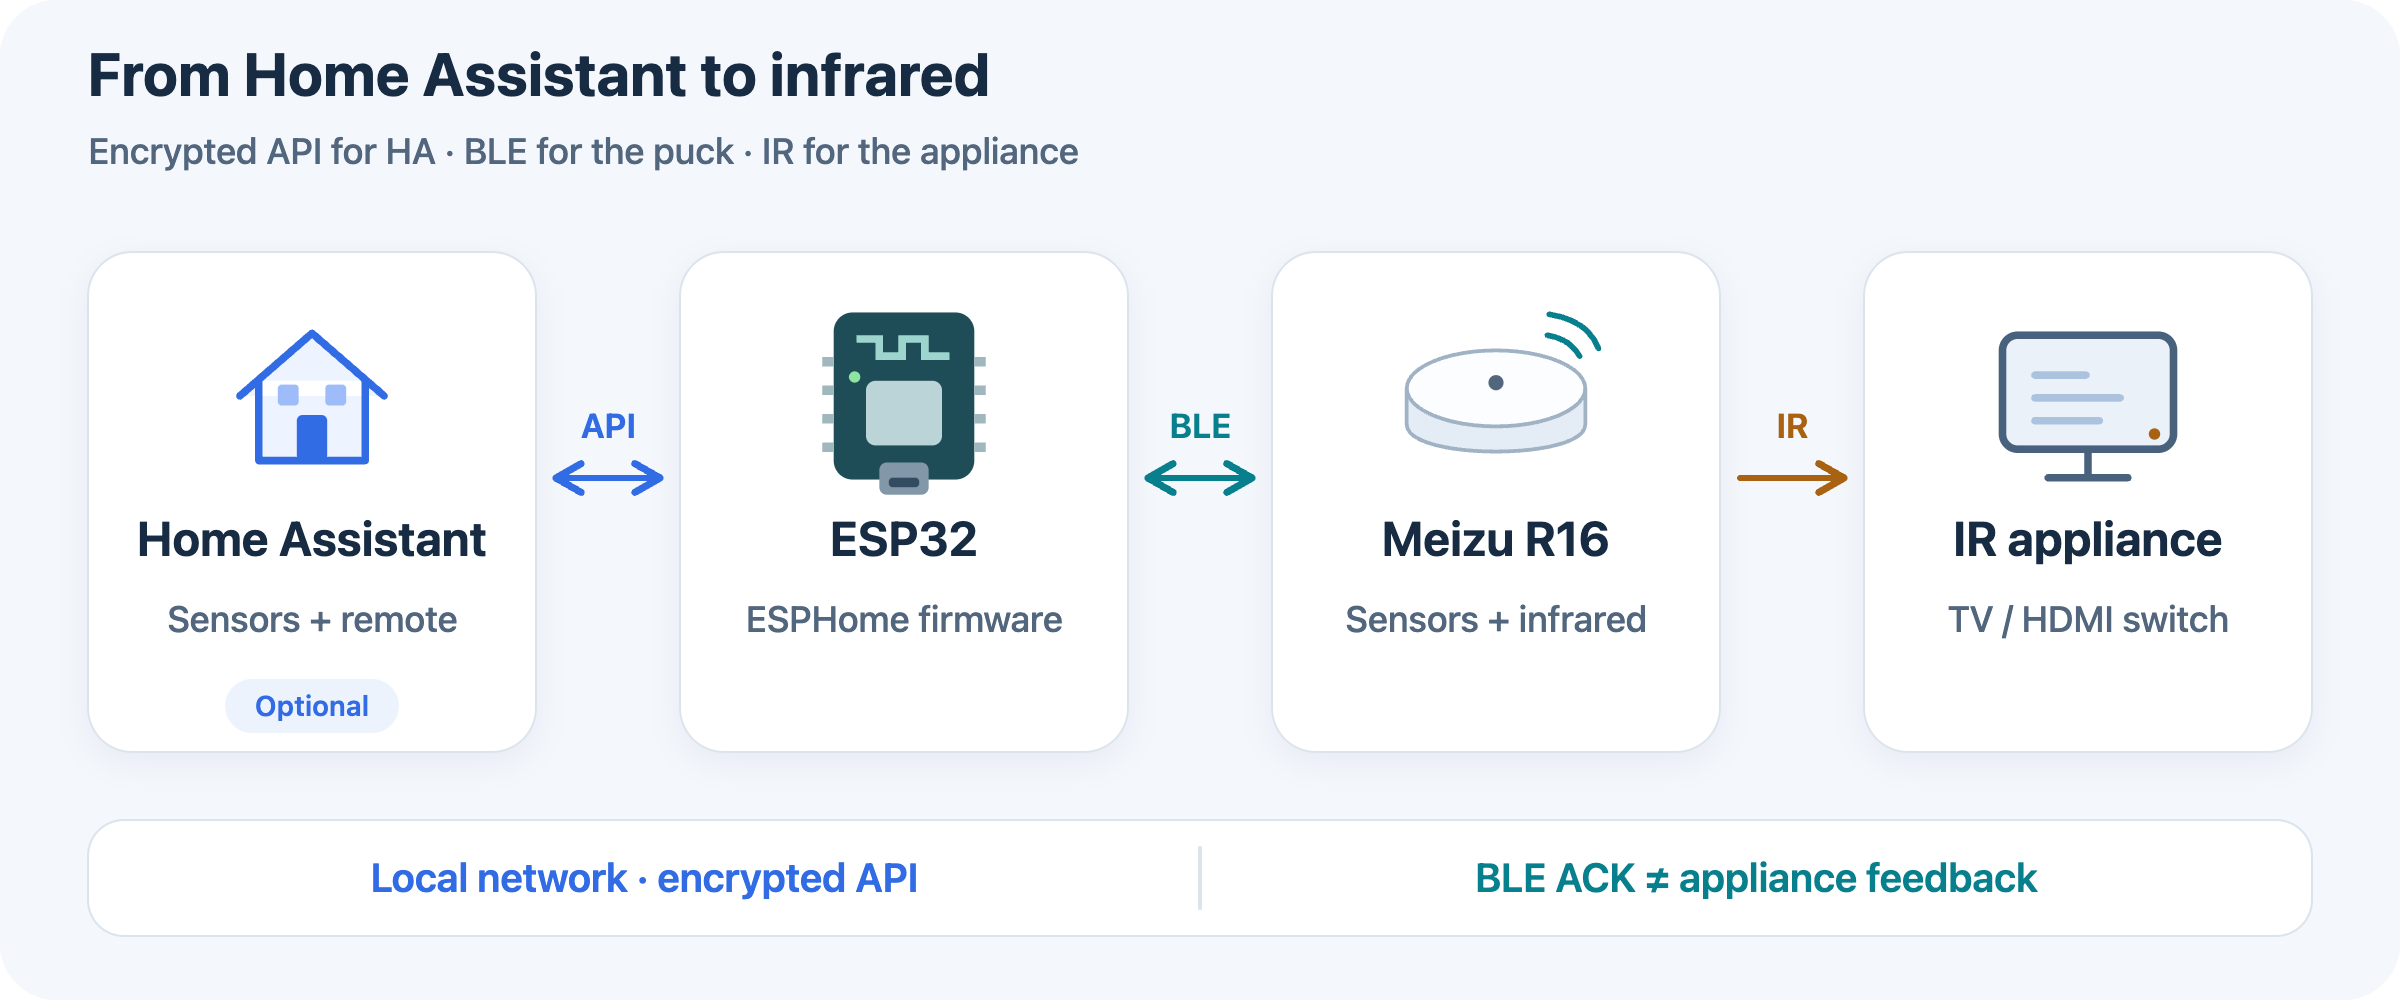 From Home Assistant to infrared
Encrypted API for HA · BLE for the puck · IR for the appliance
API
BLE
IR
Home Assistant
ESP32
Meizu R16
IR appliance
Sensors + remote
ESPHome firmware
Sensors + infrared
TV / HDMI switch
Optional
Local network · encrypted API
BLE ACK ≠ appliance feedback